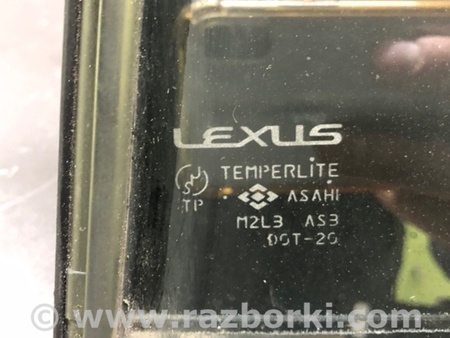 LEXUS
TEMPERLITE
TP ASAHI
M2L3 AS3
DOT-20
© www.razborki.com